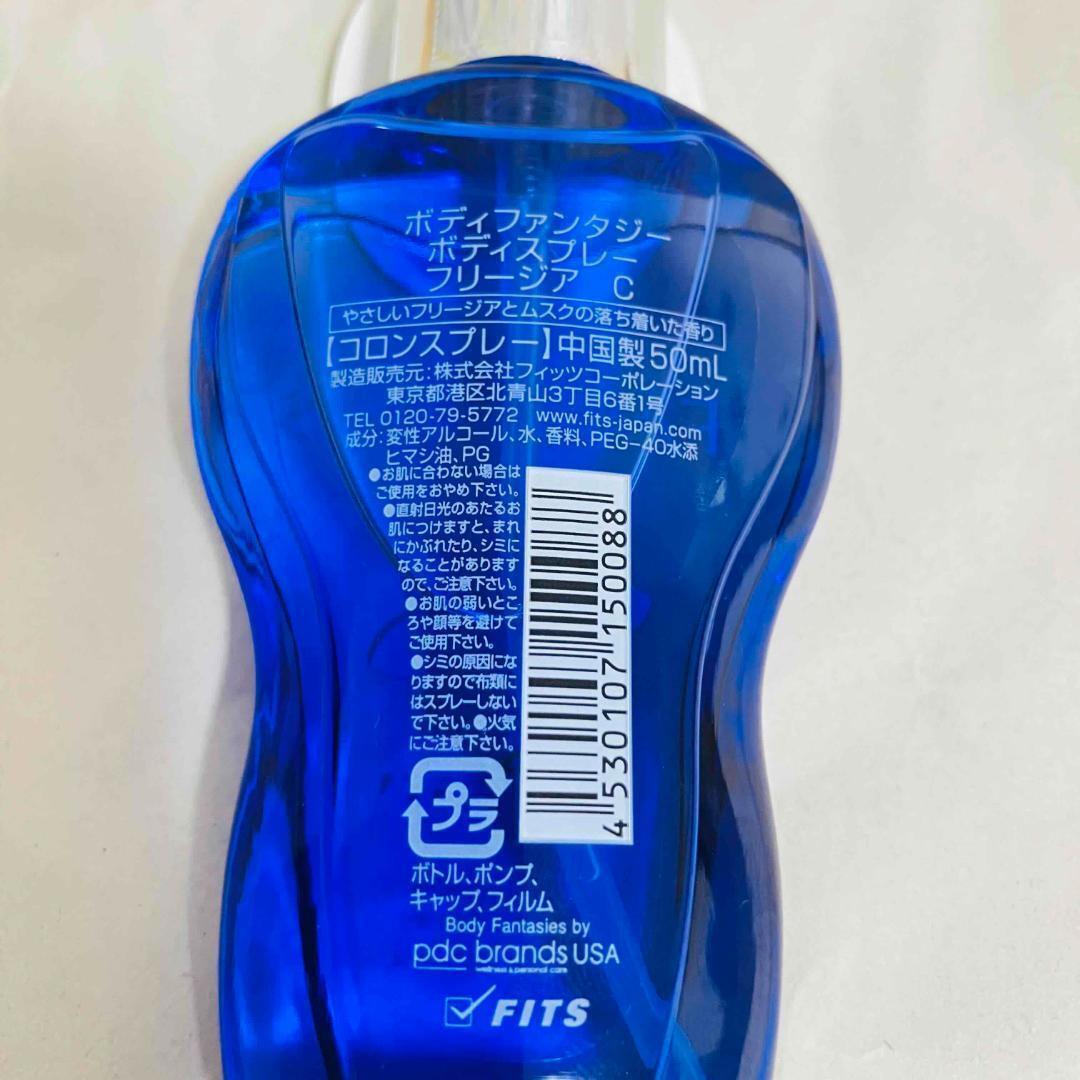 ボディファンタジー
ボディスプレー
フリージア C
やさしいフリージアとムスクの落ち着いた香り
【コロンスプレー】中国製50mL
製造販売元:株式会社フィッツコーポレーション
東京都港区北青山3丁目6番1号
TEL 0120-79-5772 www.fits-japan.com
成分:変性アルコール、水、香料、PEG-40水添
ヒマシ油、PG
●お肌に合わない場合は
ご使用をおやめ下さい。
●直射日光のあたるお
肌につけますと、まれ
にかぶれたり、シミに
なることがあります
ので、ご注意下さい。
●お肌の弱いとこ
ろや顔等を避けて
ご使用下さい。
●シミの原因にな
りますので布類に
はスプレーしない
で下さい。●火気
にご注意下さい。
4 530107 150088
プラ
ボトル、ポンプ、
キャップ、フィルム
Body Fantasies by
pdc brands USA
wellness & personal care
FITS